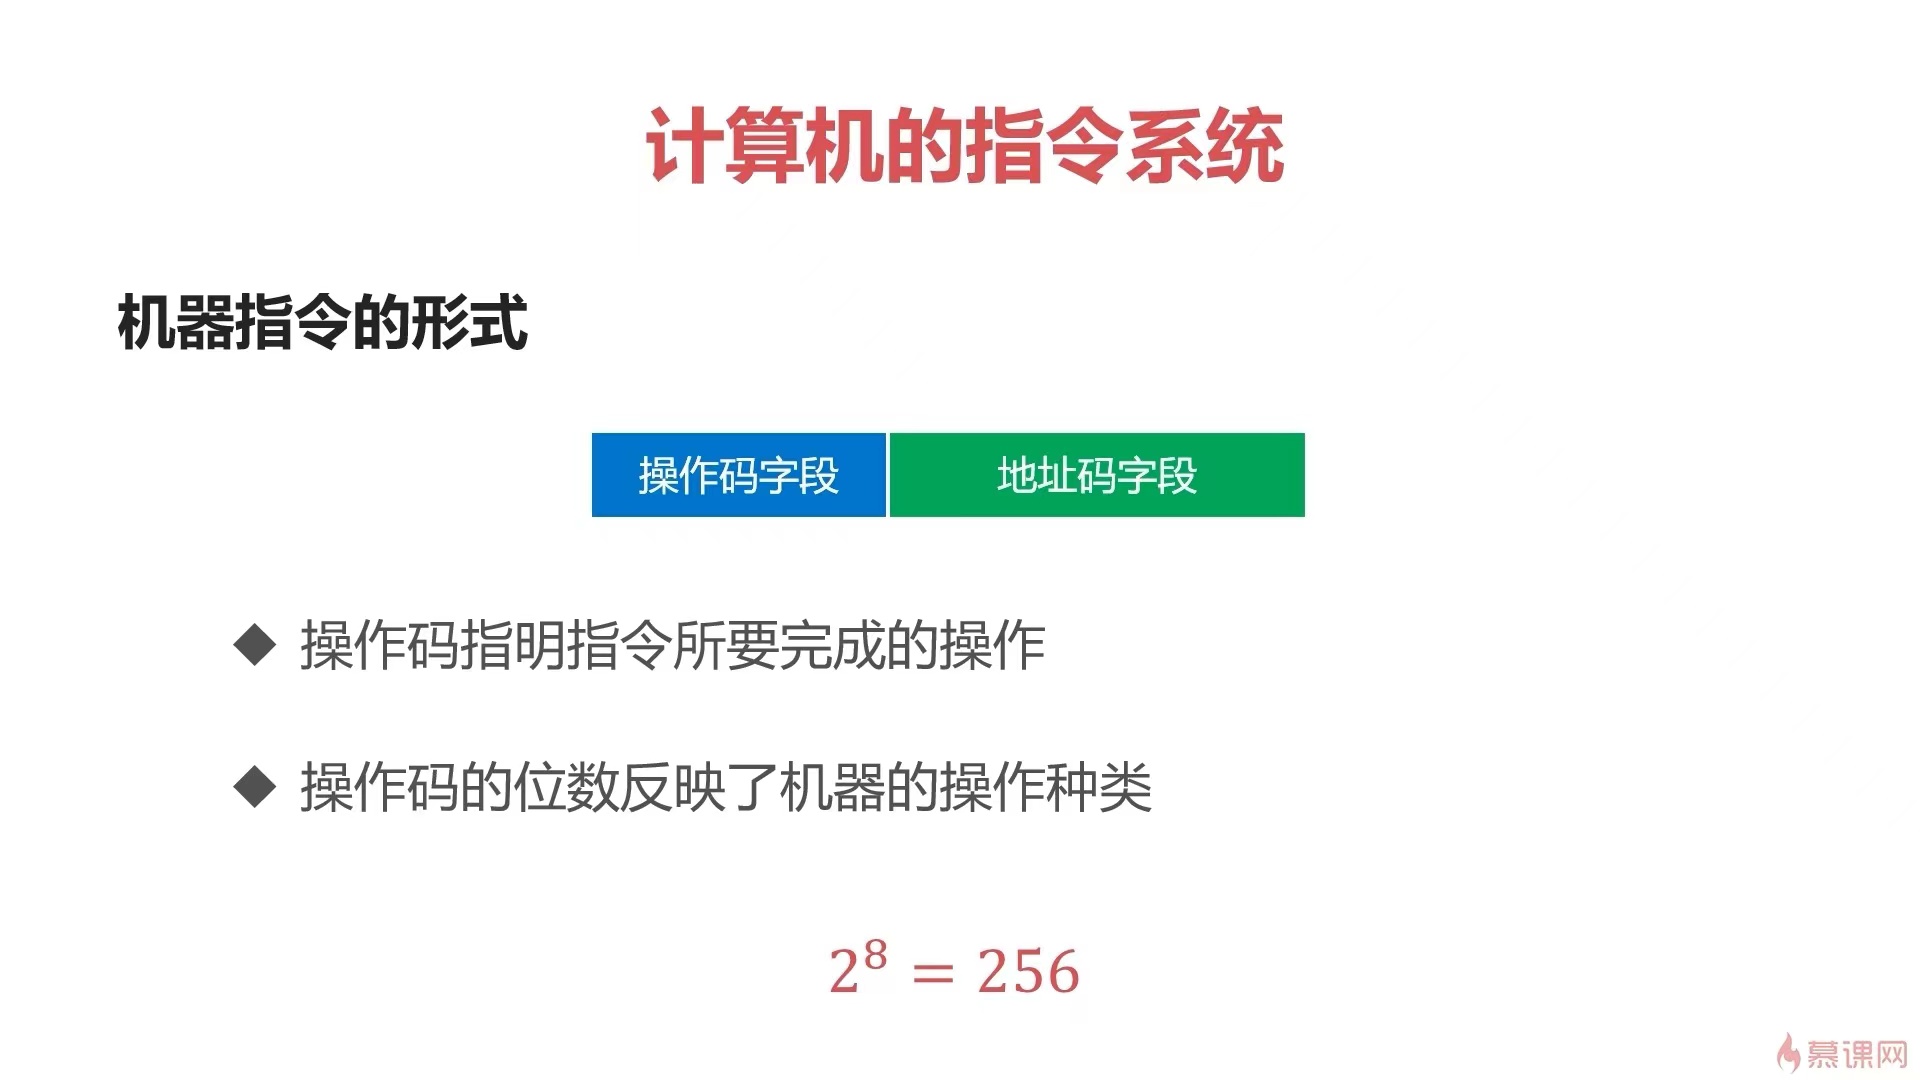 计算机的指令系统
机器指令的形式
操作码字段 地址码字段
◆ 操作码指明指令所要完成的操作
◆ 操作码的位数反映了机器的操作种类
2⁸ = 256
慕课网